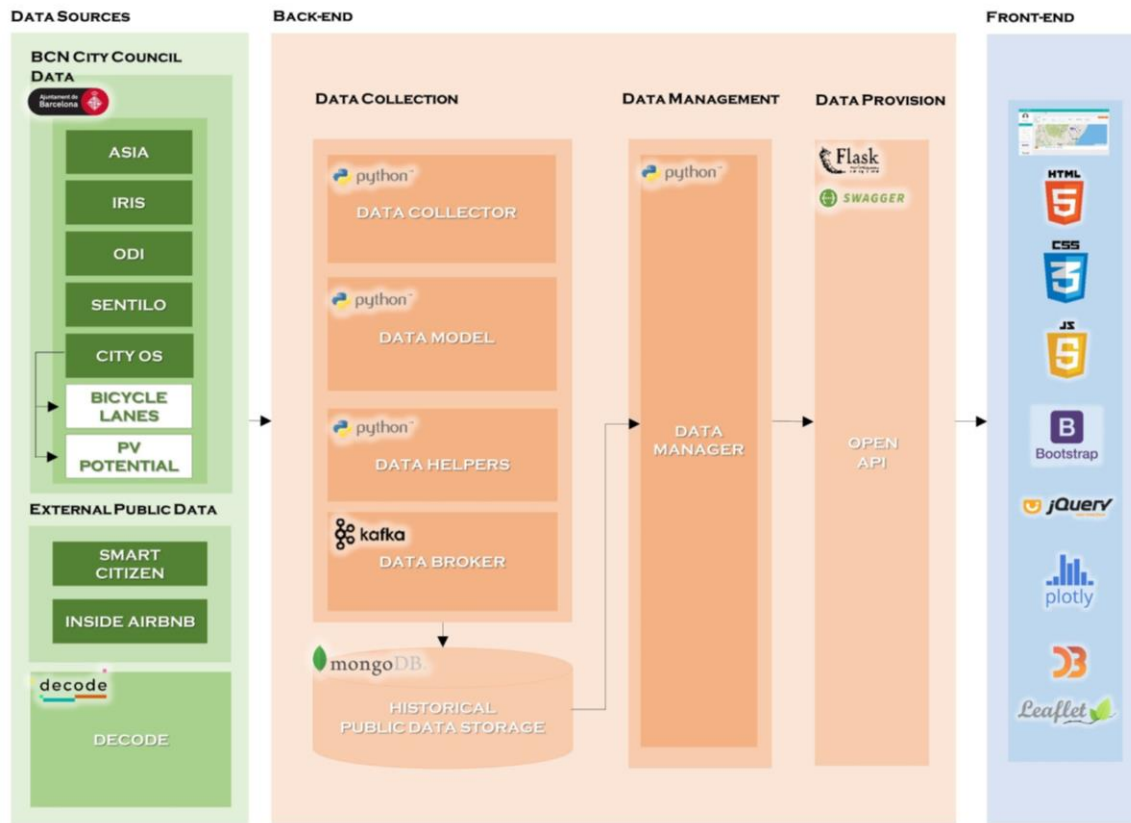 DATA SOURCES
BCN CITY COUNCIL
DATA
Ajuntament de
Barcelona
ASIA
IRIS
ODI
SENTILO
CITY OS
BICYCLE
LANES
PV
POTENTIAL
EXTERNAL PUBLIC DATA
SMART
CITIZEN
INSIDE AIRBNB
decode
DECODE
BACK-END
DATA COLLECTION
python
DATA COLLECTOR
python
DATA MODEL
python
DATA HELPERS
kafka
DATA BROKER
mongoDB
HISTORICAL
PUBLIC DATA STORAGE
DATA MANAGEMENT
python
DATA
MANAGER
DATA PROVISION
Flask
SWAGGER
OPEN
API
FRONT-END
HTML
5
CSS
3
JS
5
B
Bootstrap
jQuery
plotly
D3
Leaflet